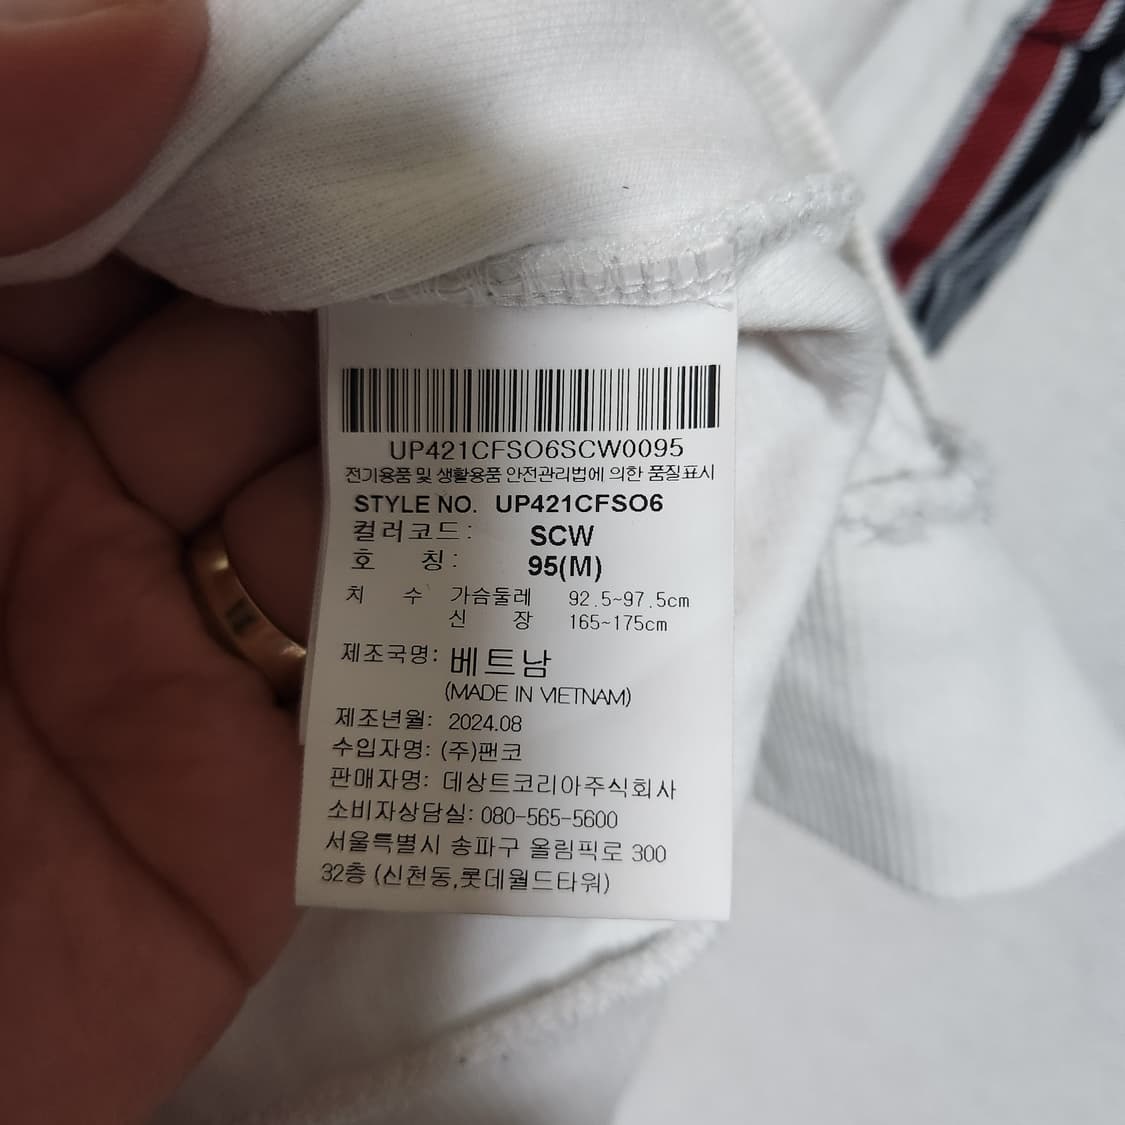 UP421CFSO6SCW0095
전기용품 및 생활용품 안전관리법에 의한 품질표시
STYLE NO. UP421CFSO6
컬러코드: SCW
호 칭: 95(M)
치 수 가슴둘레 92.5~97.5cm
신 장 165~175cm
제조국명: 베트남
(MADE IN VIETNAM)
제조년월: 2024.08
수입자명: (주)팬코
판매자명: 데상트코리아주식회사
소비자상담실: 080-565-5600
서울특별시 송파구 올림픽로 300
32층 (신천동,롯데월드타워)